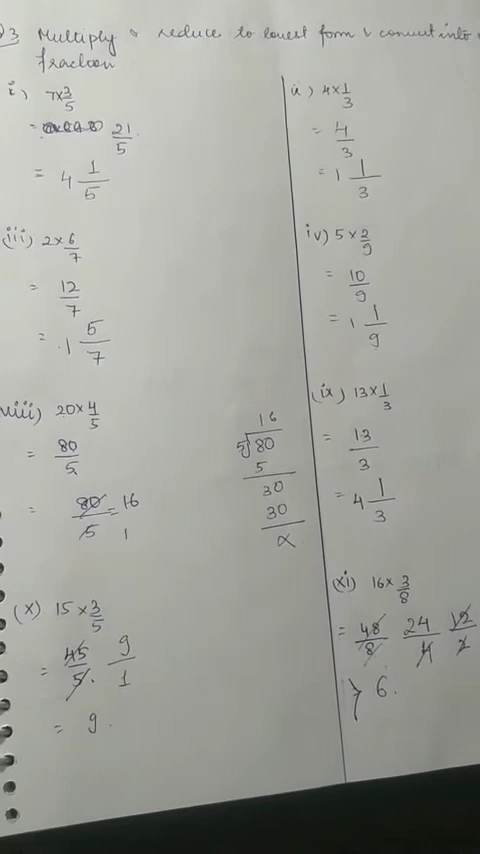 3 Multiply & reduce to lowest form & convert into
fraction
i) 7×3/5
= 21/5
= 4 1/5
ii) 4×1/3
= 4/3
= 1 1/3
(iii) 2×6/7
= 12/7
= 1 5/7
iv) 5×2/9
= 10/9
= 1 1/9
viii) 20×4/5
= 80/5
= 80/5 = 16/1
16
5)80
5
30
30
x
(ix) 13×1/3
= 13/3
= 4 1/3
(x) 15×3/5
= 45/5 . 9/1
= 9.
(xi) 16×3/8
= 48/8 24/4 12/2
6.